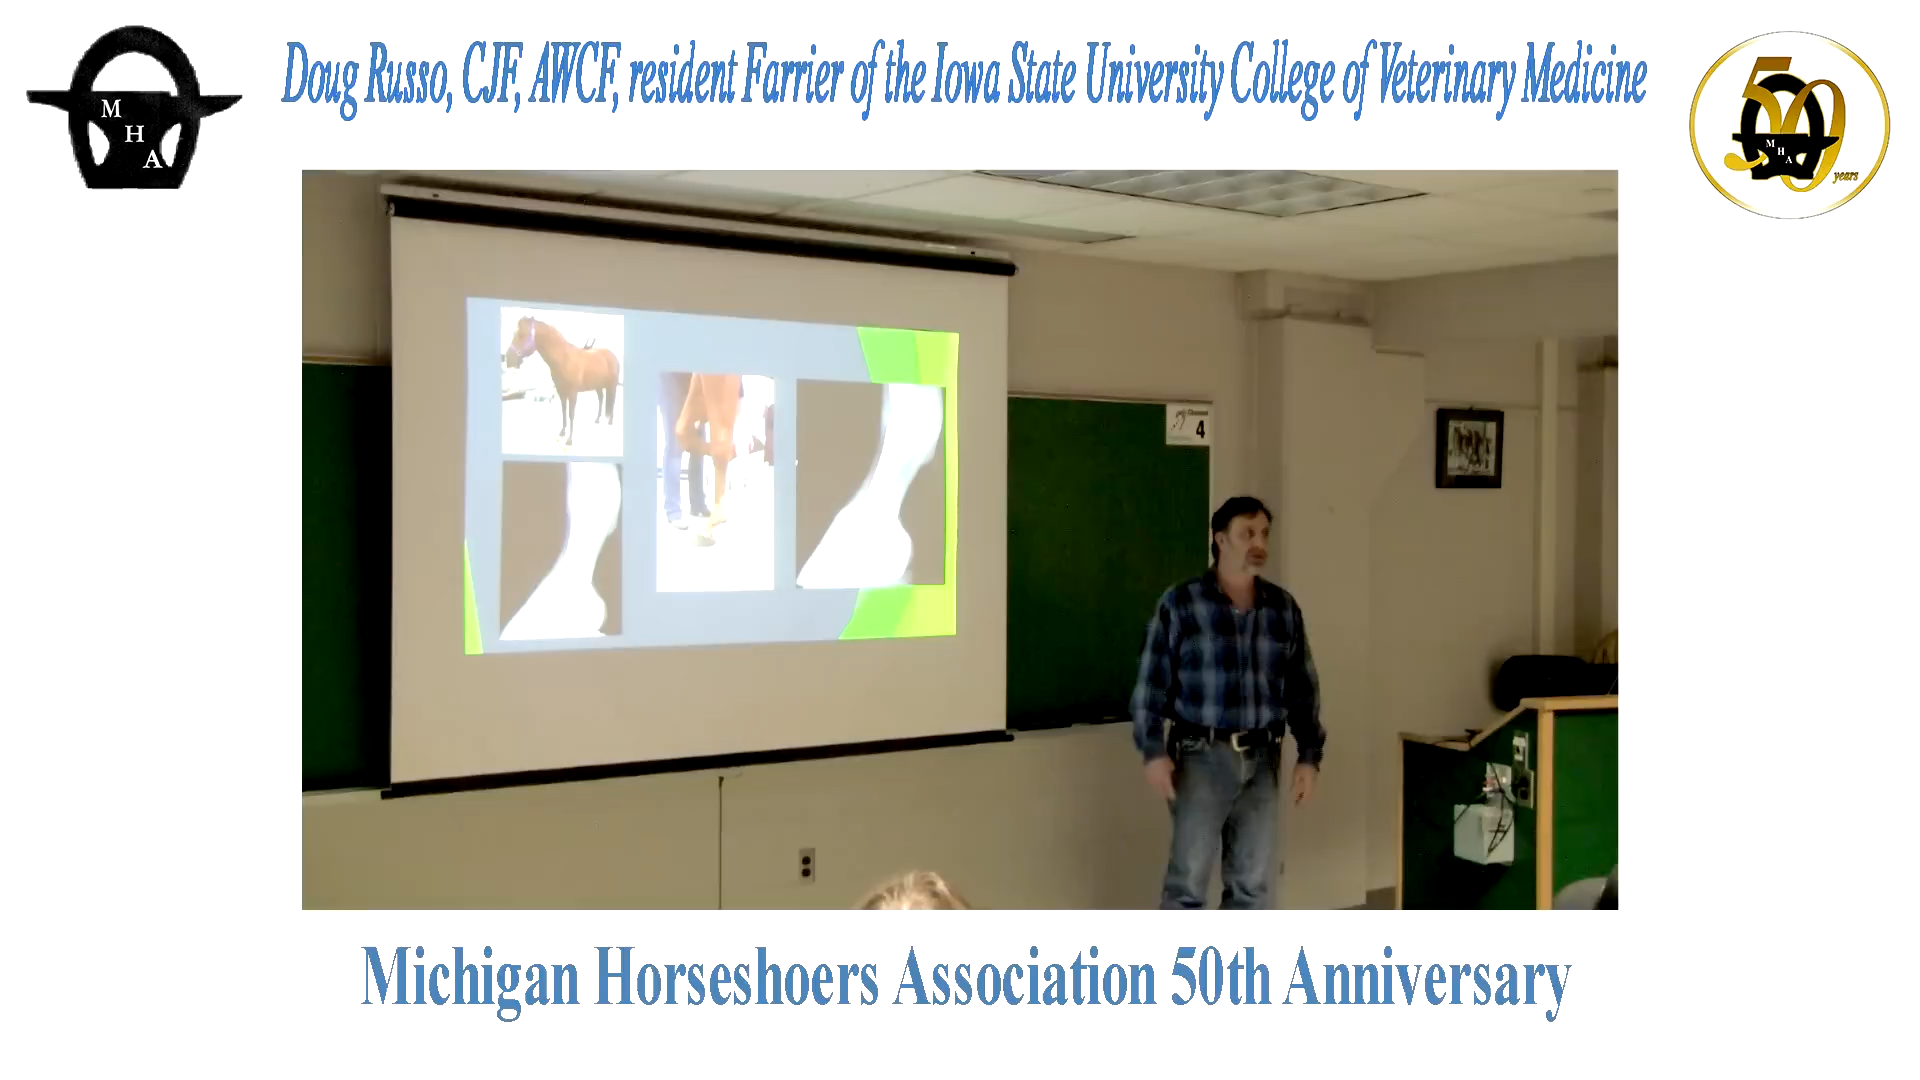 M
H
A
Doug Russo, CJF, AWCF, resident Farrier of the Iowa State University College of Veterinary Medicine
50
M
H
A
years
4
Michigan Horseshoers Association 50th Anniversary